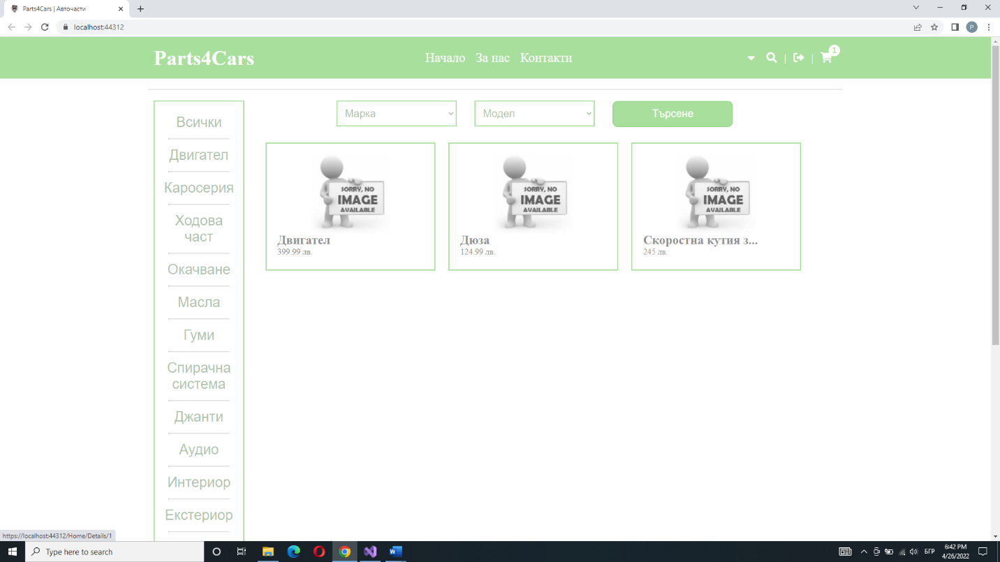 Parts4Cars | Авточасти
localhost:44312
P
Parts4Cars
Начало За нас Контакти
| | 1
Всички
Двигател
Каросерия
Ходова
част
Окачване
Масла
Гуми
Спирачна
система
Джанти
Аудио
Интериор
Екстериор
Марка Модел Търсене
SORRY, NO
IMAGE
AVAILABLE
Двигател
399.99 лв.
SORRY, NO
IMAGE
AVAILABLE
Дюза
124.99 лв.
SORRY, NO
IMAGE
AVAILABLE
Скоростна кутия з...
245 лв.
https://localhost:44312/Home/Details/1
Type here to search
БГР
6:42 PM
4/26/2022